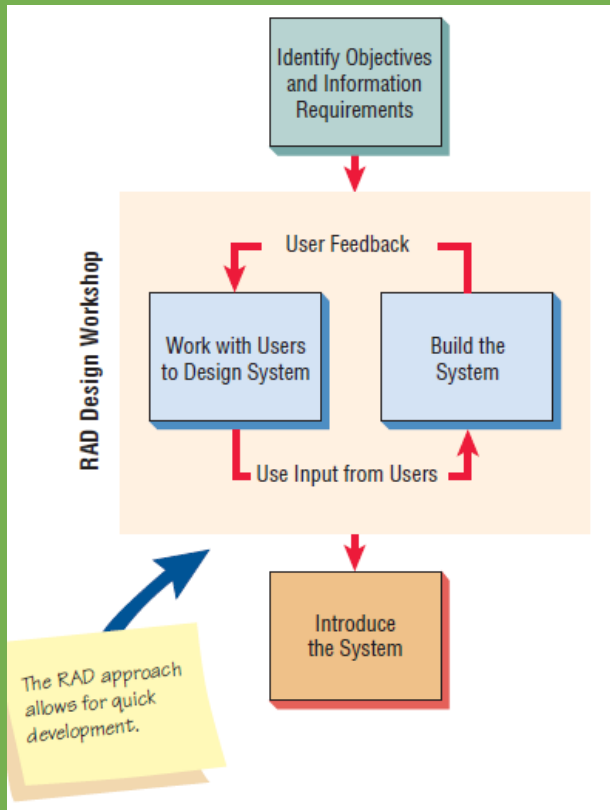 Identify Objectives
and Information
Requirements
RAD Design Workshop
User Feedback
Work with Users
to Design System
Build the
System
Use Input from Users
Introduce
the System
The RAD approach
allows for quick
development.